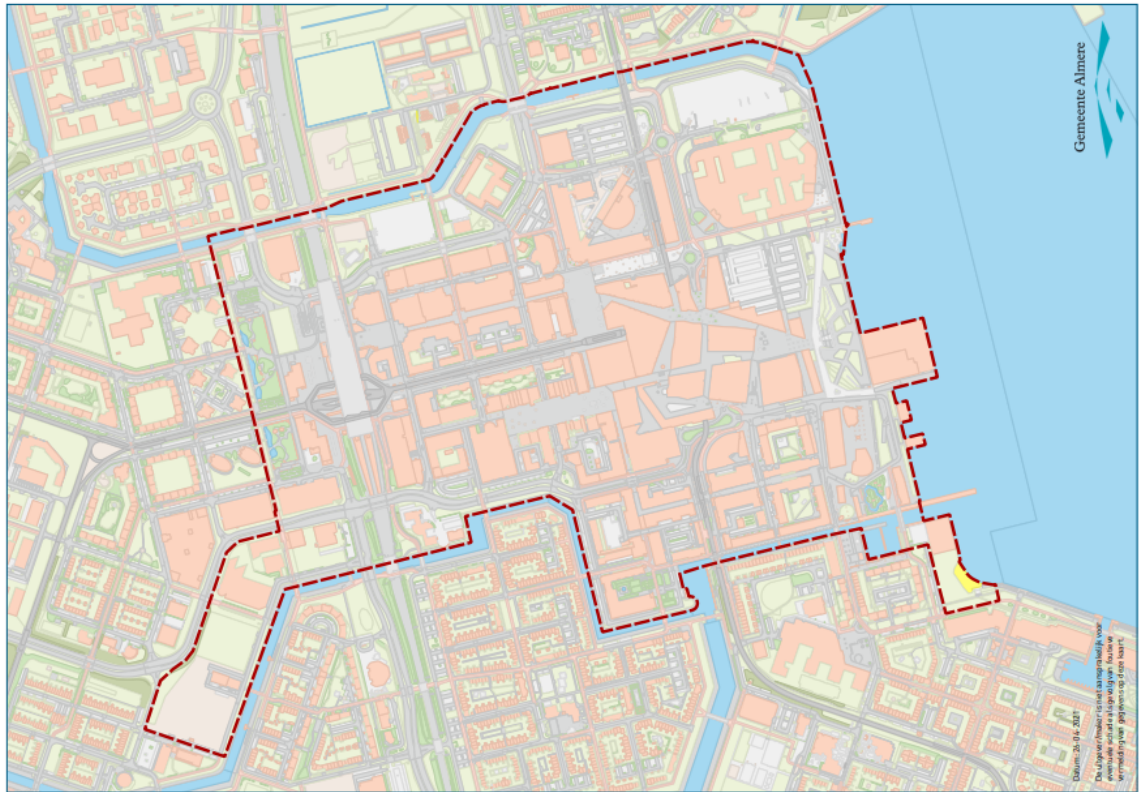 Gemeente Almere
Datum: 26-04-2021
De uitgever/maker is niet aansprakelijk voor
eventuele schade als gevolg van foutieve
vermelding van gegevens op deze kaart.